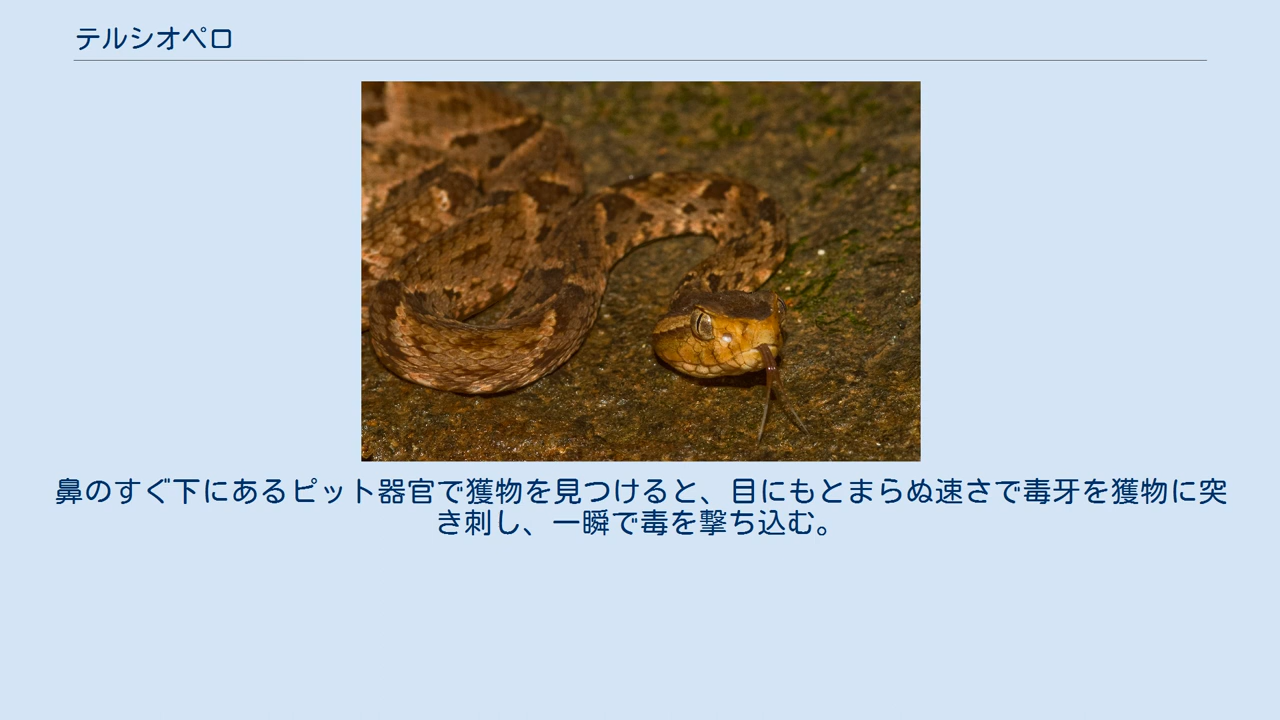 テルシオペロ
鼻のすぐ下にあるピット器官で獲物を見つけると、目にもとまらぬ速さで毒牙を獲物に突
き刺し、一瞬で毒を撃ち込む。